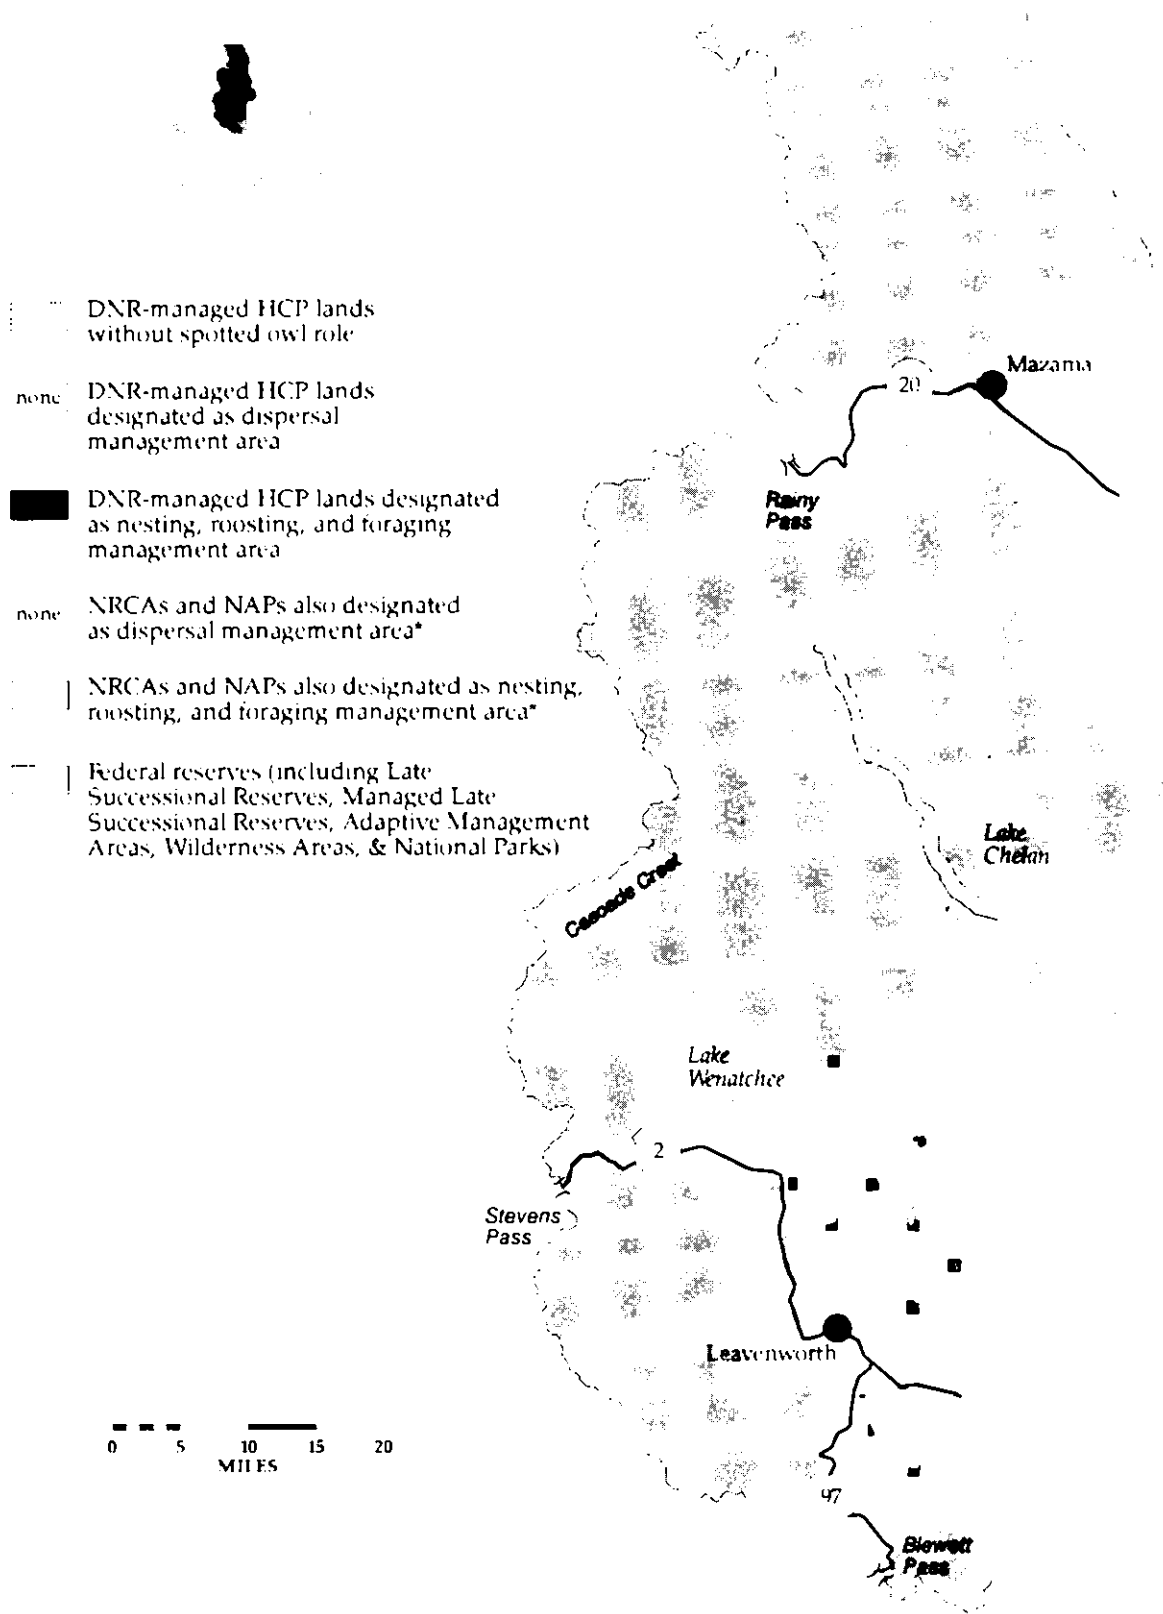 DNR-managed HCP lands
without spotted owl role
none
DNR-managed HCP lands
designated as dispersal
management area
DNR-managed HCP lands designated
as nesting, roosting, and foraging
management area
none
NRCAs and NAPs also designated
as dispersal management area*
NRCAs and NAPs also designated as nesting,
roosting, and foraging management area*
Federal reserves (including Late
Successional Reserves, Managed Late
Successional Reserves, Adaptive Management
Areas, Wilderness Areas, & National Parks)
Mazama
20
Rainy
Pass
Lake
Chelan
Cascade Crest
Lake
Wenatchee
2
Stevens
Pass
Leavenworth
97
Blewett
Pass
0 5 10 15 20
MILES